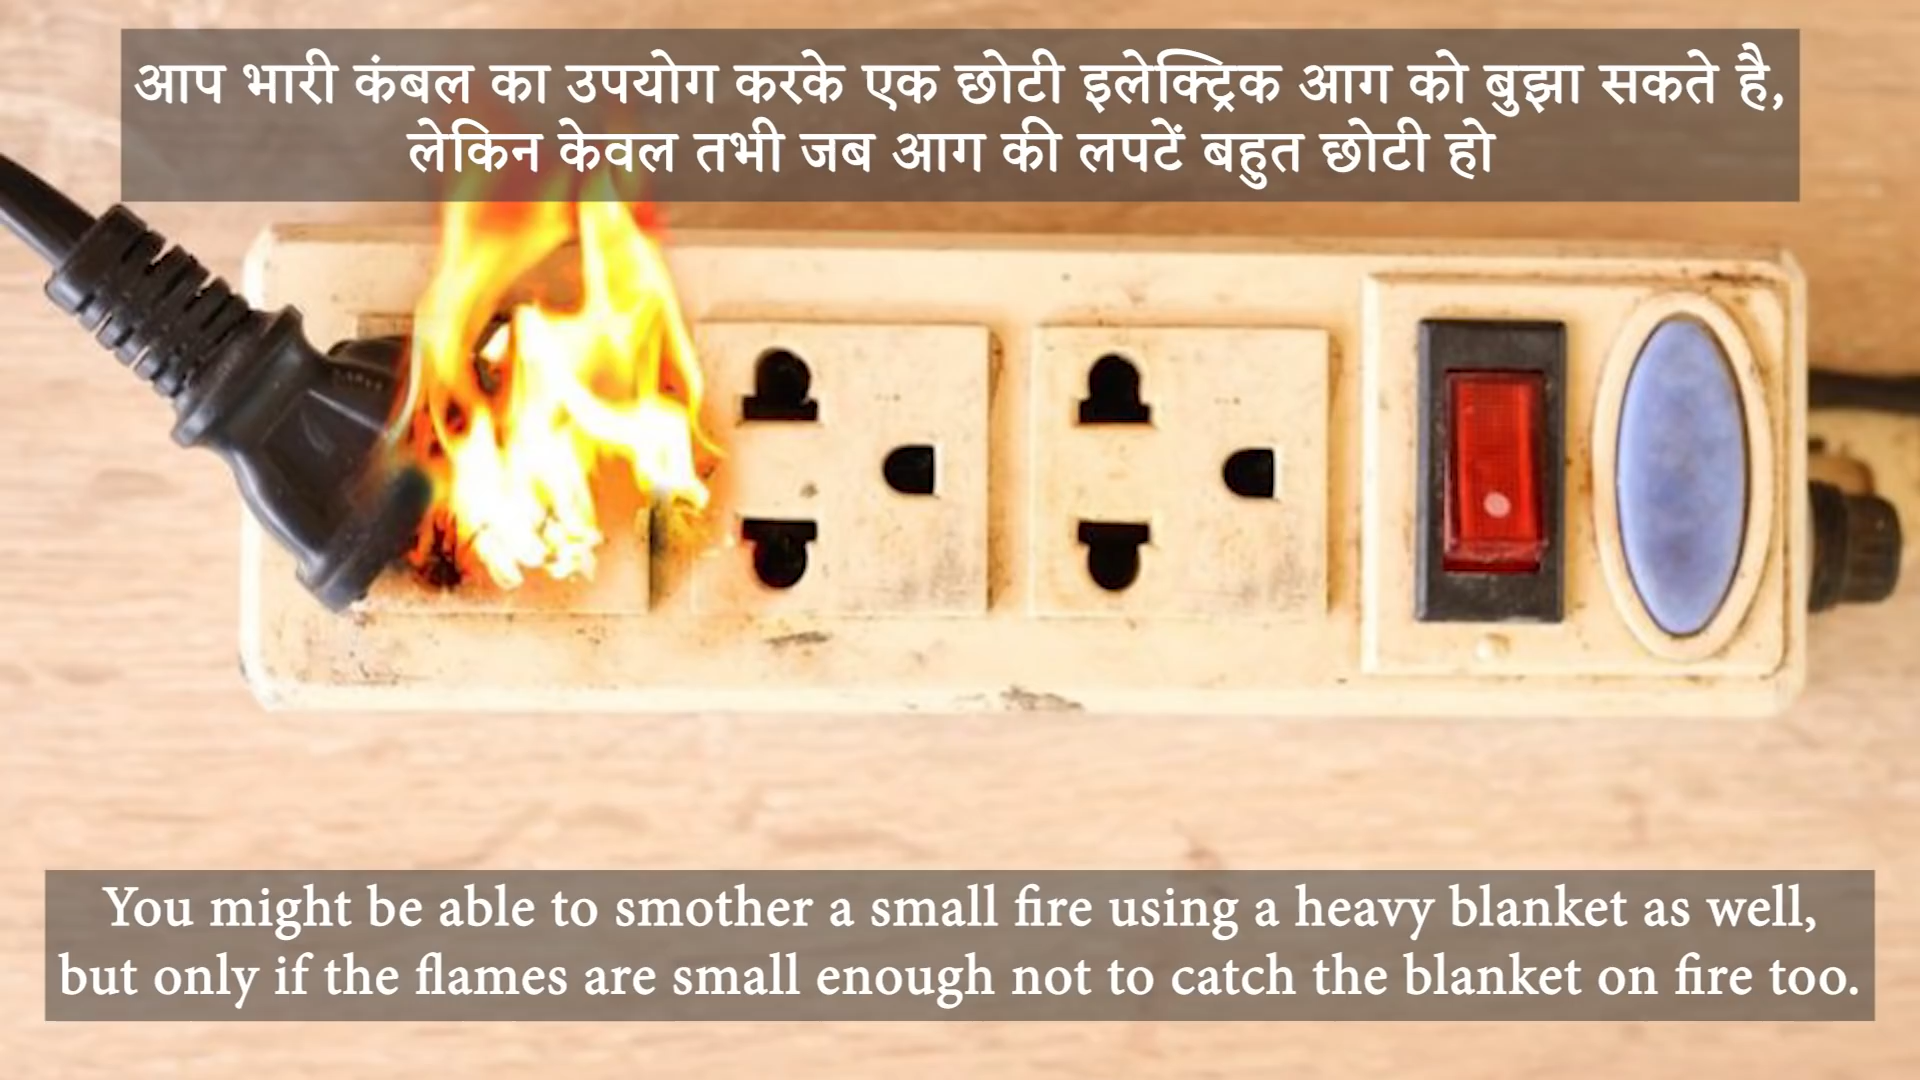 आप भारी कंबल का उपयोग करके एक छोटी इलेक्ट्रिक आग को बुझा सकते है,
लेकिन केवल तभी जब आग की लपटें बहुत छोटी हो
You might be able to smother a small fire using a heavy blanket as well,
but only if the flames are small enough not to catch the blanket on fire too.